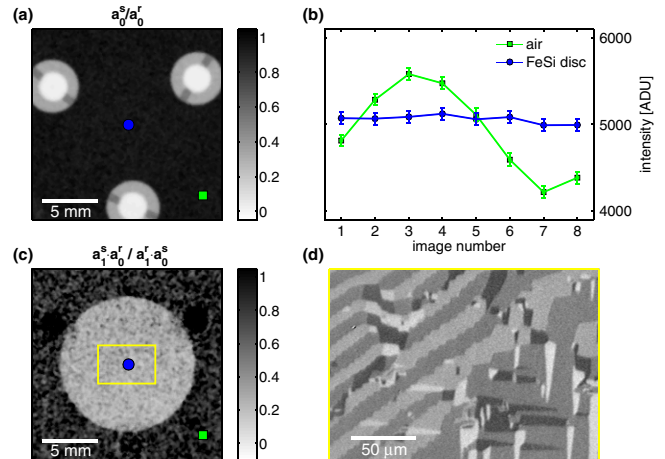 (a)
a₀ˢ/a₀ʳ
1
0.8
0.6
0.4
0.2
0
5 mm
(b)
air
FeSi disc
6000
5000
4000
intensity [ADU]
1 2 3 4 5 6 7 8
image number
(c)
a₁ˢ·a₀ʳ / a₁ʳ·a₀ˢ
1
0.8
0.6
0.4
0.2
0
5 mm
(d)
50 µm